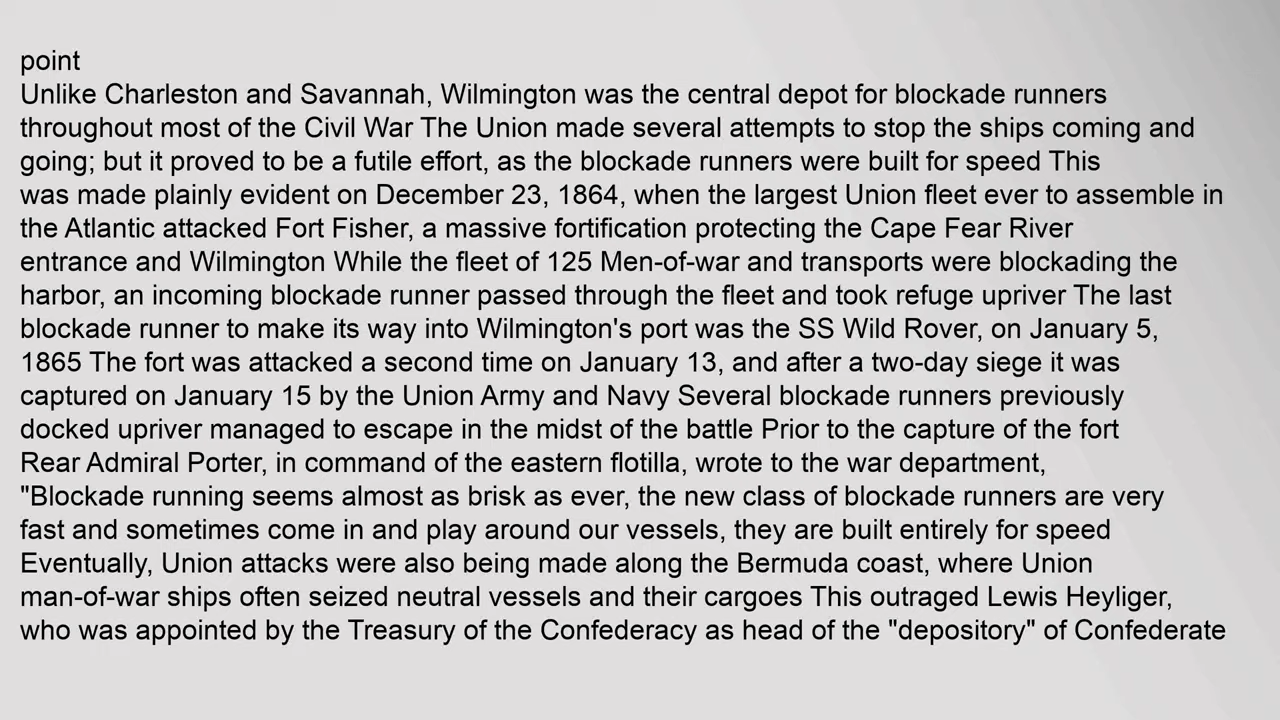 point
Unlike Charleston and Savannah, Wilmington was the central depot for blockade runners
throughout most of the Civil War The Union made several attempts to stop the ships coming and
going; but it proved to be a futile effort, as the blockade runners were built for speed This
was made plainly evident on December 23, 1864, when the largest Union fleet ever to assemble in
the Atlantic attacked Fort Fisher, a massive fortification protecting the Cape Fear River
entrance and Wilmington While the fleet of 125 Men-of-war and transports were blockading the
harbor, an incoming blockade runner passed through the fleet and took refuge upriver The last
blockade runner to make its way into Wilmington's port was the SS Wild Rover, on January 5,
1865 The fort was attacked a second time on January 13, and after a two-day siege it was
captured on January 15 by the Union Army and Navy Several blockade runners previously
docked upriver managed to escape in the midst of the battle Prior to the capture of the fort
Rear Admiral Porter, in command of the eastern flotilla, wrote to the war department,
"Blockade running seems almost as brisk as ever, the new class of blockade runners are very
fast and sometimes come in and play around our vessels, they are built entirely for speed
Eventually, Union attacks were also being made along the Bermuda coast, where Union
man-of-war ships often seized neutral vessels and their cargoes This outraged Lewis Heyliger,
who was appointed by the Treasury of the Confederacy as head of the "depository" of Confederate